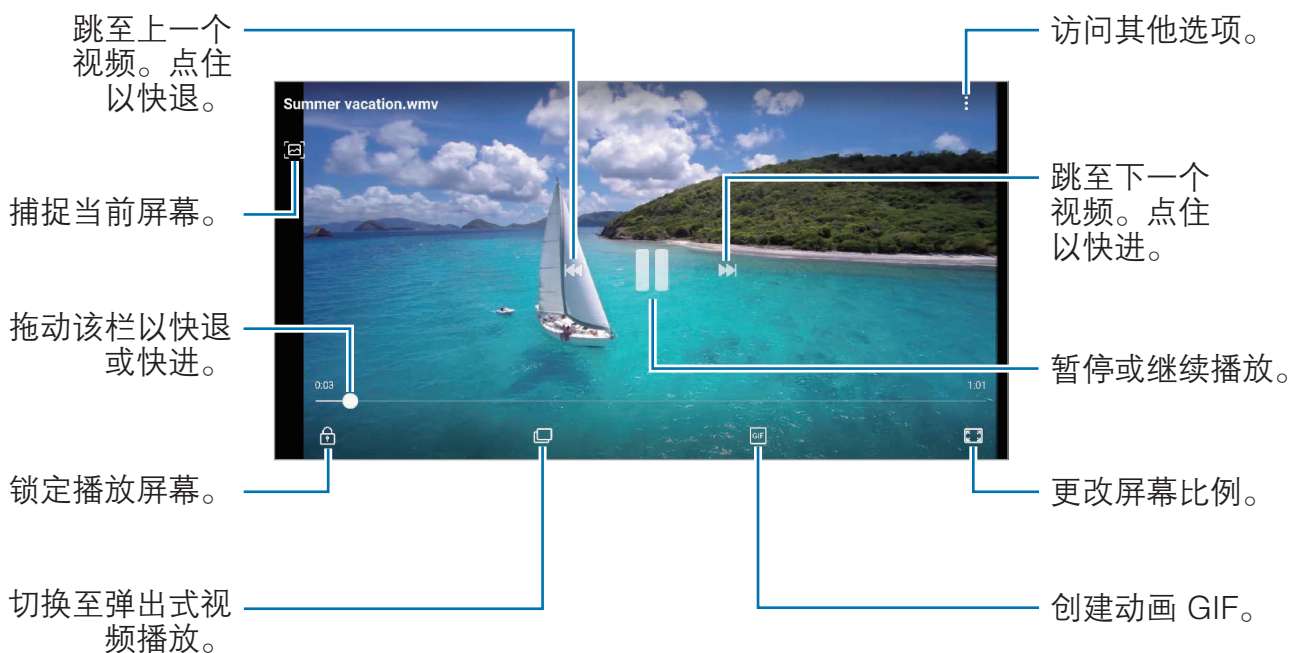 跳至上一个
视频。点住
以快退。
访问其他选项。
Summer vacation.wmv
捕捉当前屏幕。
跳至下一个
视频。点住
以快进。
拖动该栏以快退
或快进。
暂停或继续播放。
0:03
1:01
GIF
锁定播放屏幕。
更改屏幕比例。
切换至弹出式视
频播放。
创建动画 GIF。